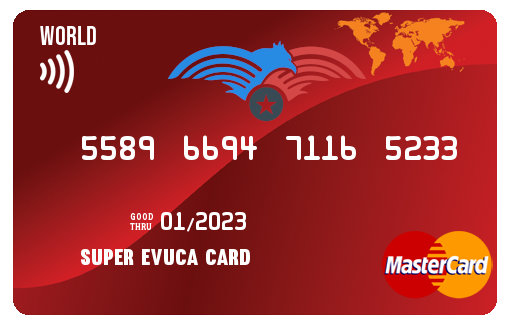 WORLD
5589 6694 7116 5233
GOOD THRU 01/2023
SUPER EVUCA CARD
MasterCard